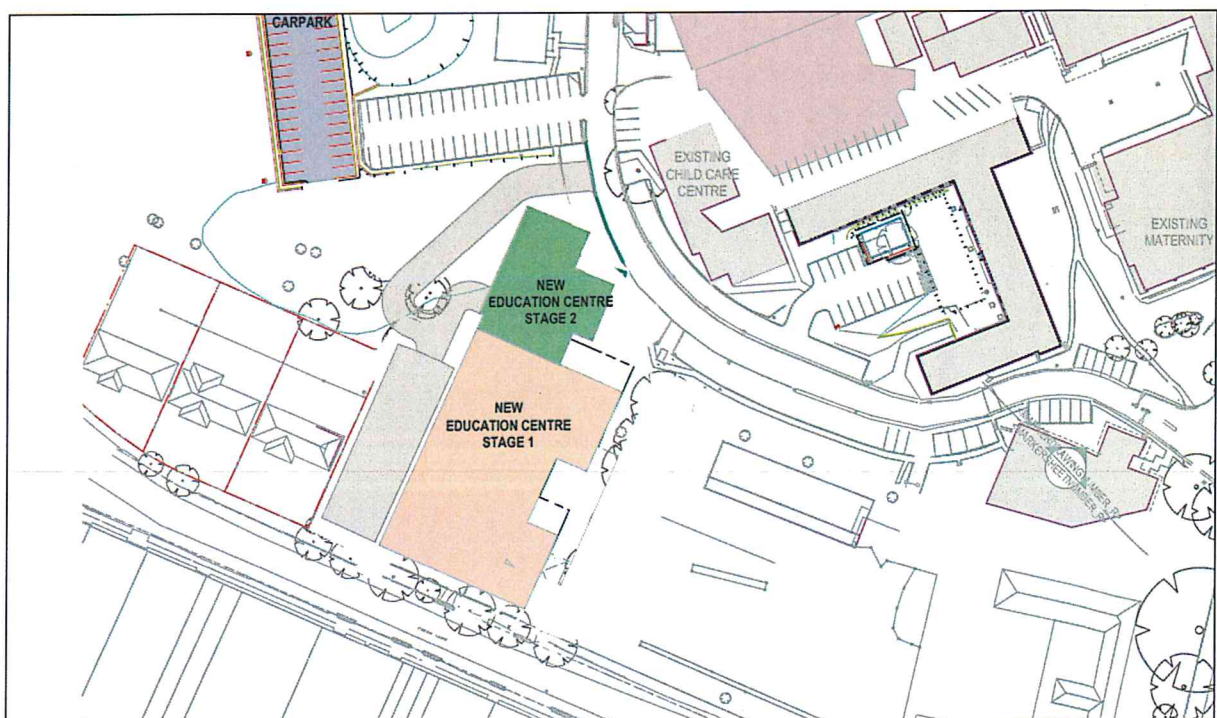 CARPARK
EXISTING
CHILD CARE
CENTRE
EXISTING
MATERNITY
NEW
EDUCATION CENTRE
STAGE 2
NEW
EDUCATION CENTRE
STAGE 1